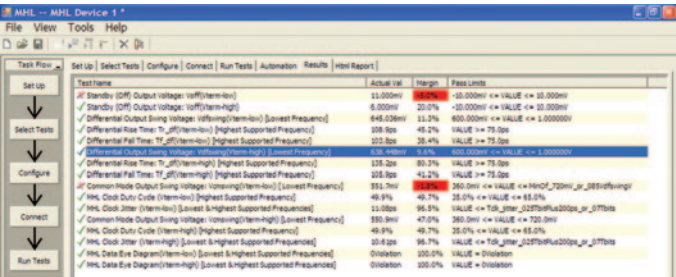 MHL -- MHL Device 1 *
File View Tools Help
Task Flow
Set Up | Select Tests | Configure | Connect | Run Tests | Automation | Results | Html Report
Set Up
Select Tests
Configure
Connect
Run Tests
Test Name Actual Val Margin Pass Limits
Standby (Off) Output Voltage: Voff(Vterm-low) 11.000mV -5.0% -10.000mV <= VALUE <= 10.000mV
Standby (Off) Output Voltage: Voff(Vterm-high) 6.000mV 20.0% -10.000mV <= VALUE <= 10.000mV
Differential Output Swing Voltage: Vdfswing(Vterm-low) [Lowest Frequency] 645.036mV 11.3% 600.000mV <= VALUE <= 1.000000V
Differential Rise Time: Tr_df(Vterm-low) [Highest Supported Frequency] 108.9ps 45.2% VALUE >= 75.0ps
Differential Fall Time: Tf_df(Vterm-low) [Highest Supported Frequency] 103.8ps 38.4% VALUE >= 75.0ps
Differential Output Swing Voltage: Vdfswing(Vterm-high) [Lowest Frequency] 638.448mV 9.6% 600.000mV <= VALUE <= 1.000000V
Differential Rise Time: Tr_df(Vterm-high) [Highest Supported Frequency] 135.2ps 80.3% VALUE >= 75.0ps
Differential Fall Time: Tf_df(Vterm-high) [Highest Supported Frequency] 105.9ps 41.2% VALUE >= 75.0ps
Common Mode Output Swing Voltage: Vcmswing(Vterm-low) [Lowest Frequency] 551.7mV 360.0mV <= VALUE <= MinOf_720mV_or_085VdfswingV
MHL Clock Duty Cycle (Vterm-low) [Highest Supported Frequency] 49.9% 49.7% 35.0% <= VALUE <= 65.0%
MHL Clock Jitter (Vterm-low) [Lowest & Highest Supported Frequencies] 11.08ps 96.5% VALUE <= Tck_jitter_025TbitPlus200ps_or_07Tbits
Common Mode Output Swing Voltage: Vcmswing(Vterm-high) [Lowest Frequency] 550.9mV 47.0% 360.0mV <= VALUE <= 720.0mV
MHL Clock Duty Cycle (Vterm-high) [Highest Supported Frequency] 49.9% 49.7% 35.0% <= VALUE <= 65.0%
MHL Clock Jitter (Vterm-high) [Lowest & Highest Supported Frequencies] 10.61ps 96.7% VALUE <= Tck_jitter_025TbitPlus200ps_or_07Tbits
MHL Data Eye Diagram(Vterm-low) [Lowest & Highest Supported Frequencies] 0Violation 100.0% VALUE = 0Violation
MHL Data Eye Diagram(Vterm-high) [Lowest & Highest Supported Frequencies] 0Violation 100.0% VALUE = 0Violation